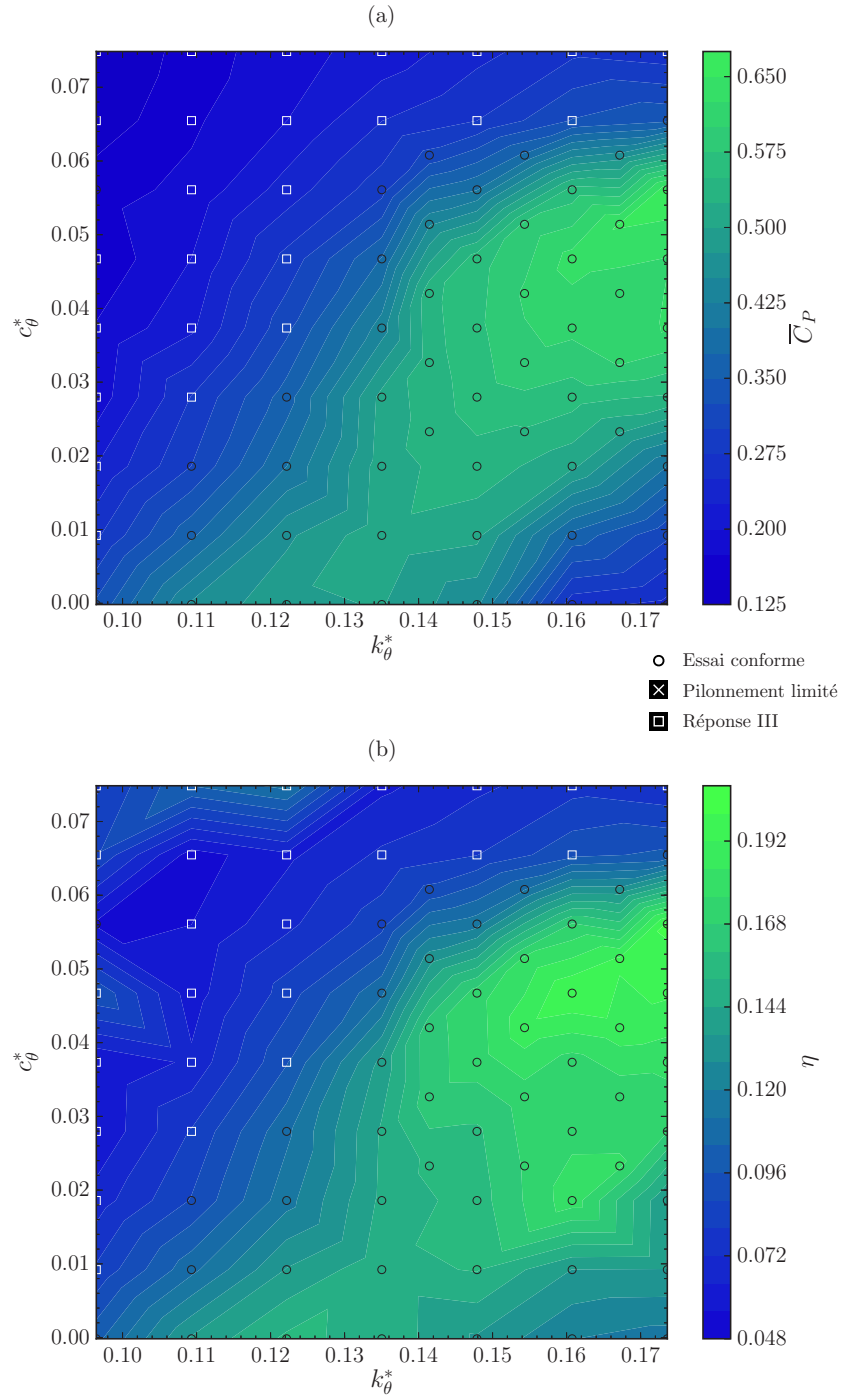 (a)
0.07
0.06
0.05
0.04
0.03
0.02
0.01
0.00
c*θ
0.10 0.11 0.12 0.13 0.14 0.15 0.16 0.17
k*θ
0.650
0.575
0.500
0.425
0.350
0.275
0.200
0.125
C̅P
Essai conforme
Pilonnement limité
Réponse III
(b)
0.07
0.06
0.05
0.04
0.03
0.02
0.01
0.00
c*θ
0.10 0.11 0.12 0.13 0.14 0.15 0.16 0.17
k*θ
0.192
0.168
0.144
0.120
0.096
0.072
0.048
η